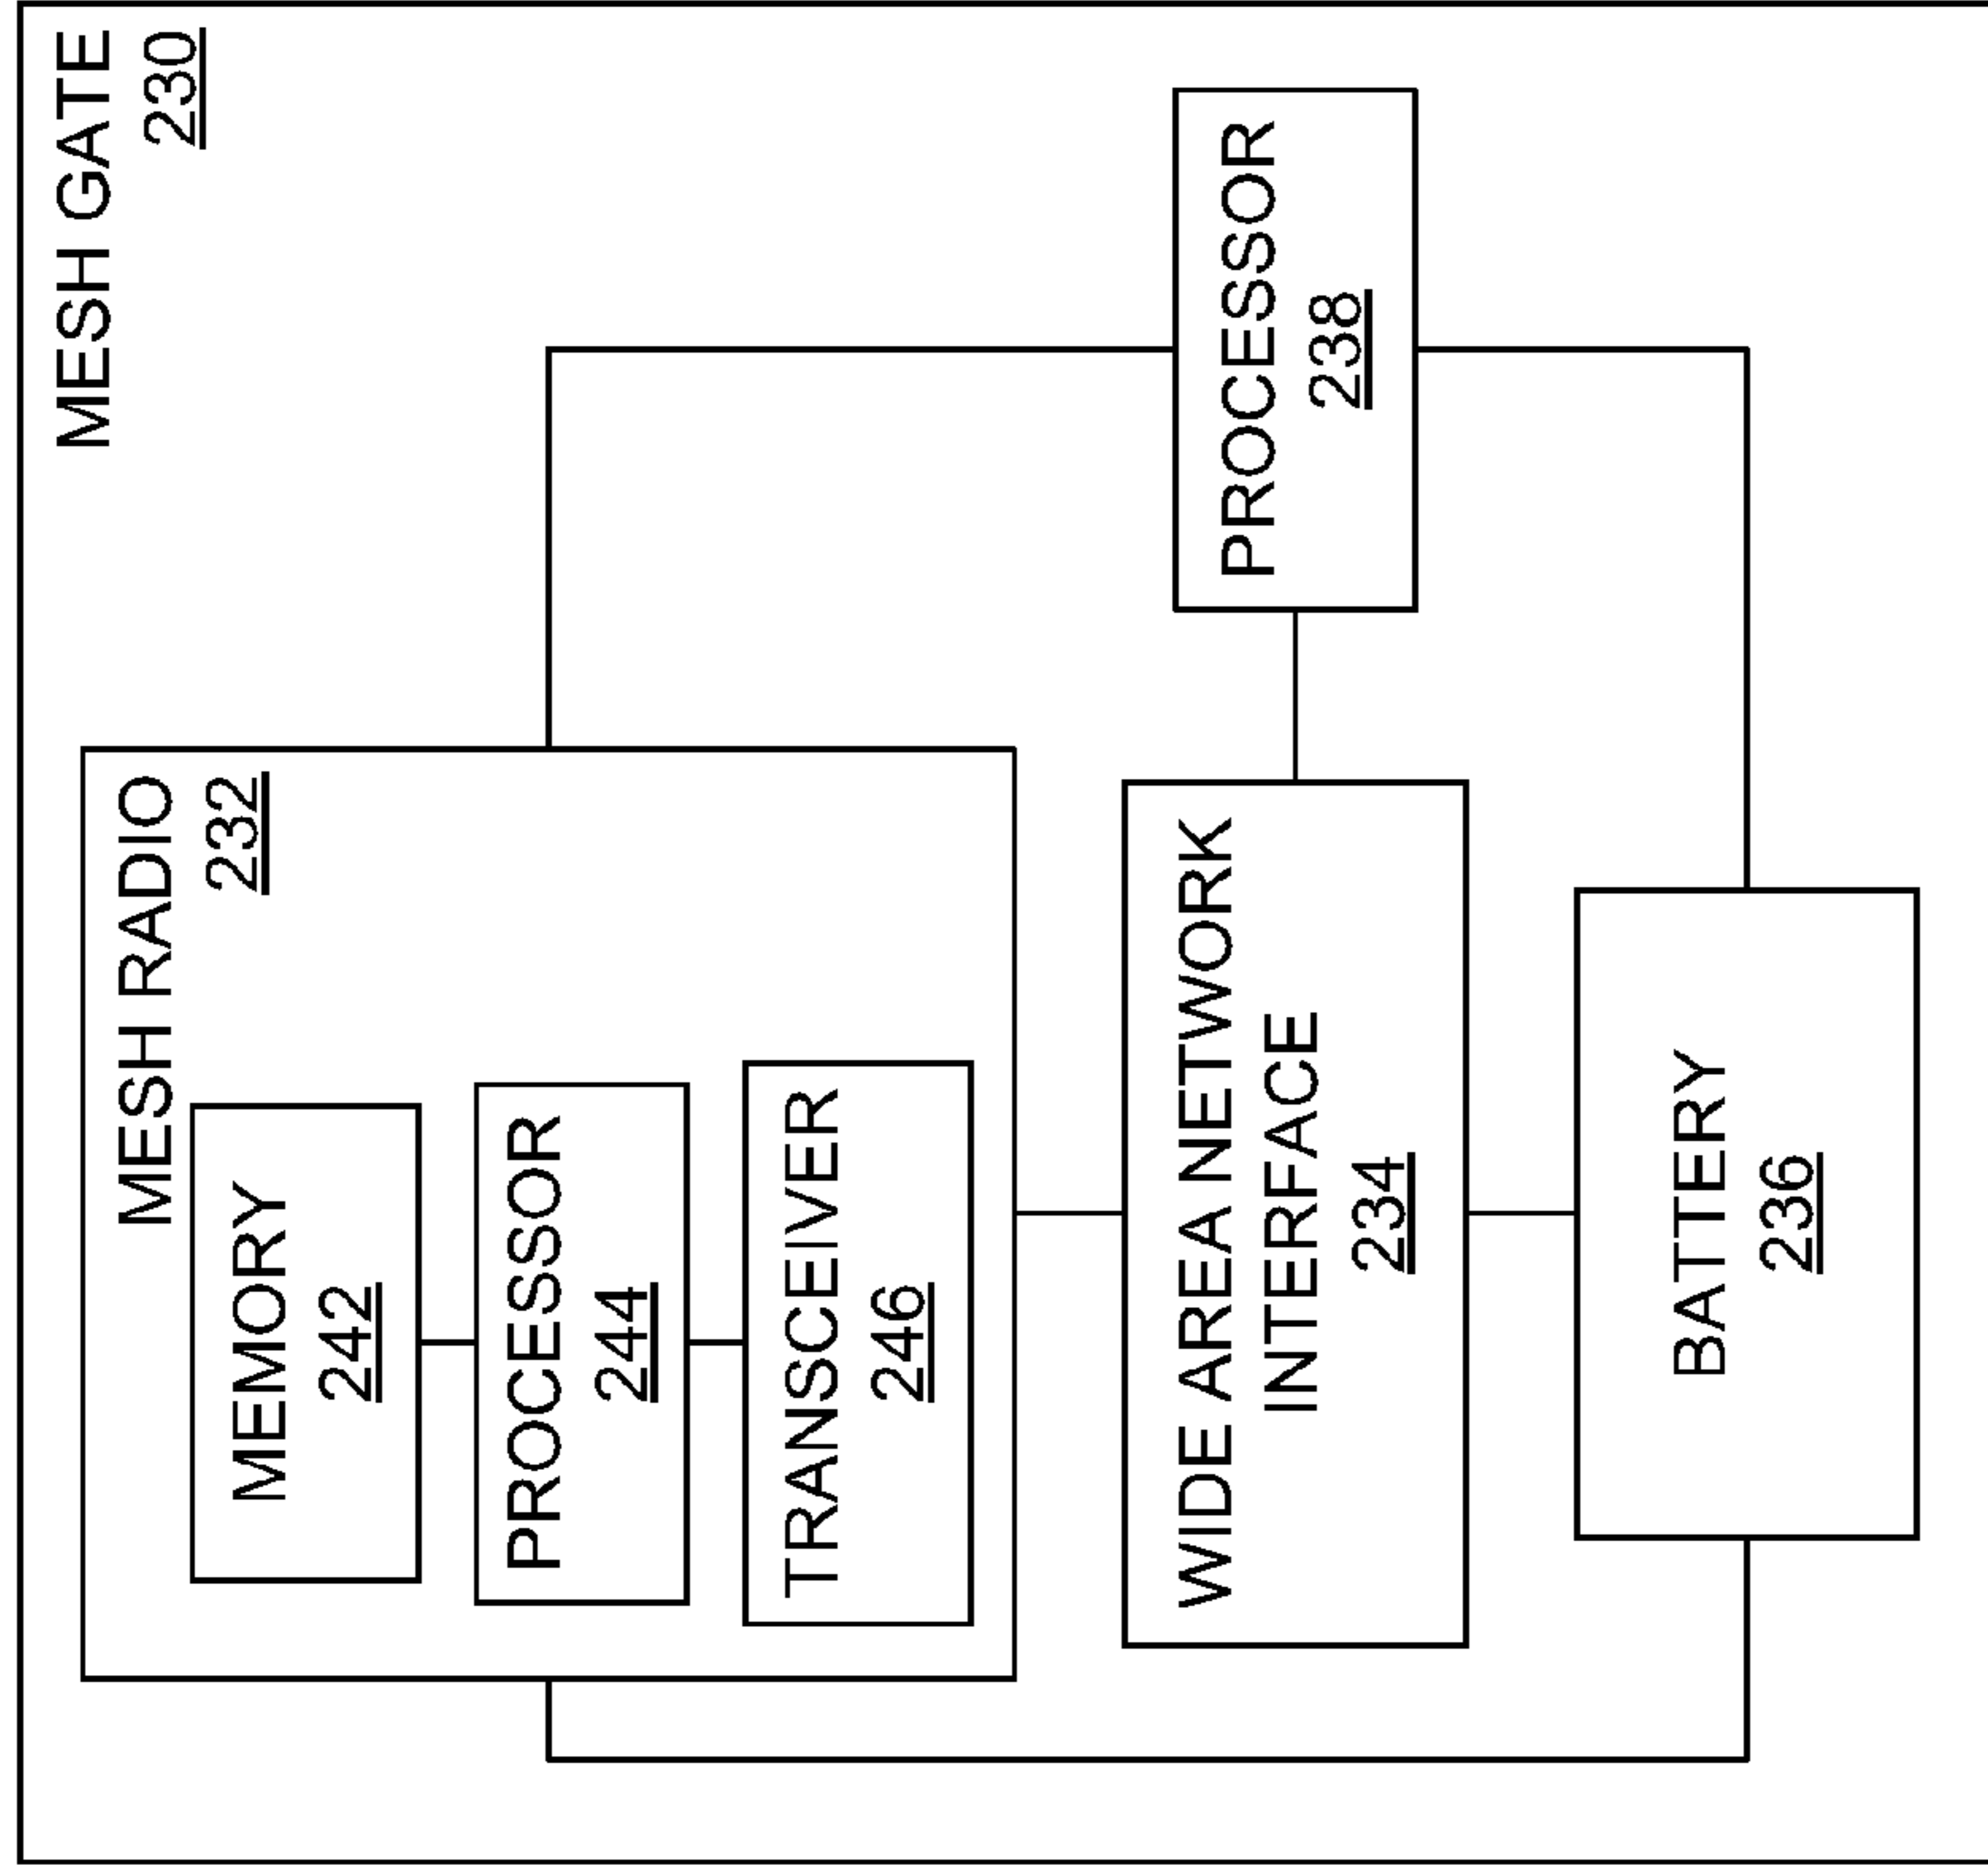 MESH GATE
230
MESH RADIO
232
MEMORY
242
PROCESSOR
244
TRANSCEIVER
246
WIDE AREA NETWORK
INTERFACE
234
PROCESSOR
238
BATTERY
236